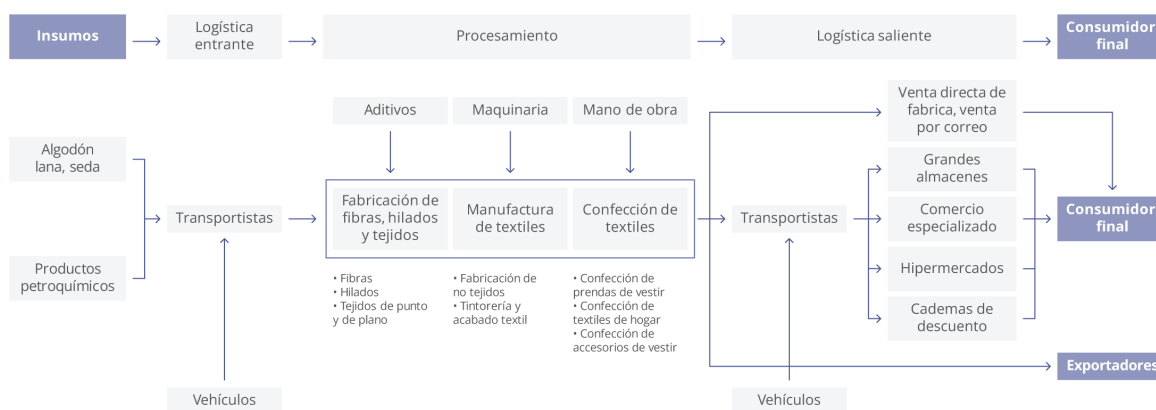 Insumos
Logística
entrante
Procesamiento
Logística saliente
Consumidor
final
Aditivos
Maquinaria
Mano de obra
Venta directa de
fabrica, venta
por correo
Algodón
lana, seda
Grandes
almacenes
Transportistas
Fabricación de
fibras, hilados
y tejidos
Manufactura
de textiles
Confección de
textiles
Transportistas
Comercio
especializado
Consumidor
final
Productos
petroquímicos
• Fibras
• Hilados
• Tejidos de punto
y de plano
• Fabricación de
no tejidos
• Tintorería y
acabado textil
• Confección de
prendas de vestir
• Confección de
textiles de hogar
• Confección de
accesorios de vestir
Hipermercados
Cademas de
descuento
Exportadores
Vehículos
Vehículos